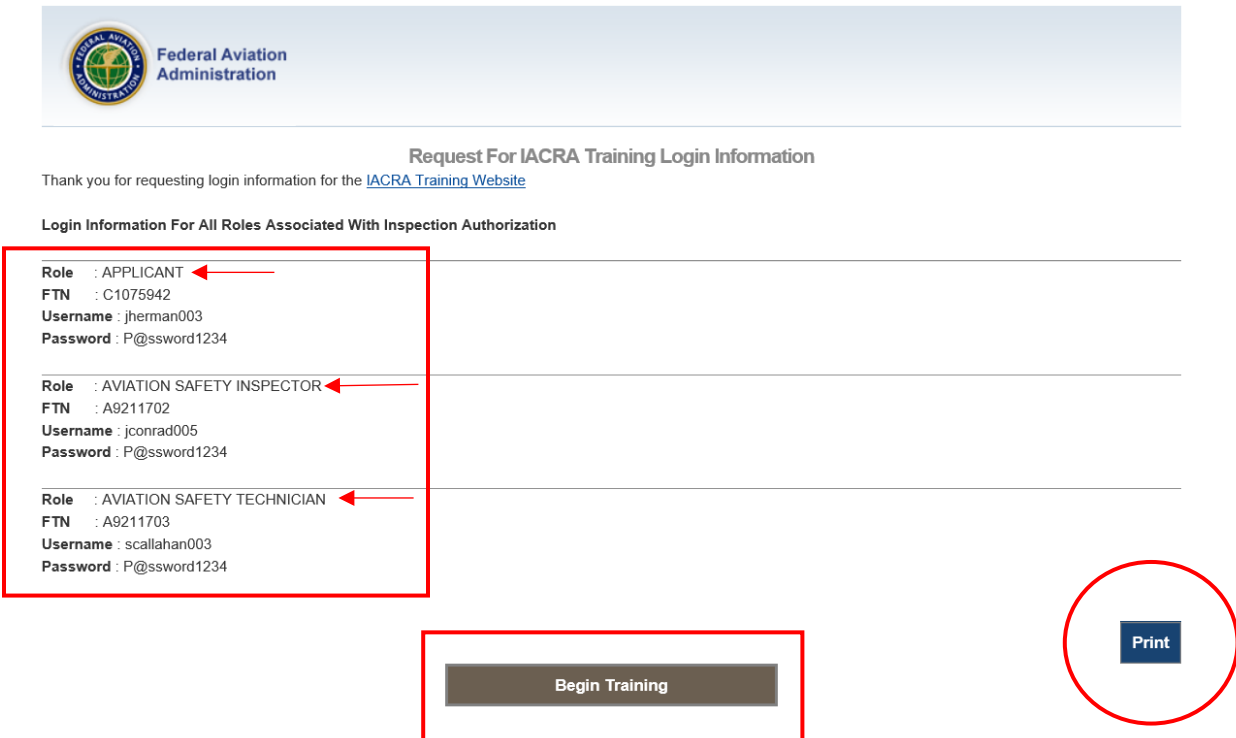 Federal Aviation
Administration
Request For IACRA Training Login Information
Thank you for requesting login information for the IACRA Training Website
Login Information For All Roles Associated With Inspection Authorization
Role : APPLICANT
FTN : C1075942
Username : jherman003
Password : P@ssword1234
Role : AVIATION SAFETY INSPECTOR
FTN : A9211702
Username : jconrad005
Password : P@ssword1234
Role : AVIATION SAFETY TECHNICIAN
FTN : A9211703
Username : scallahan003
Password : P@ssword1234
Print
Begin Training